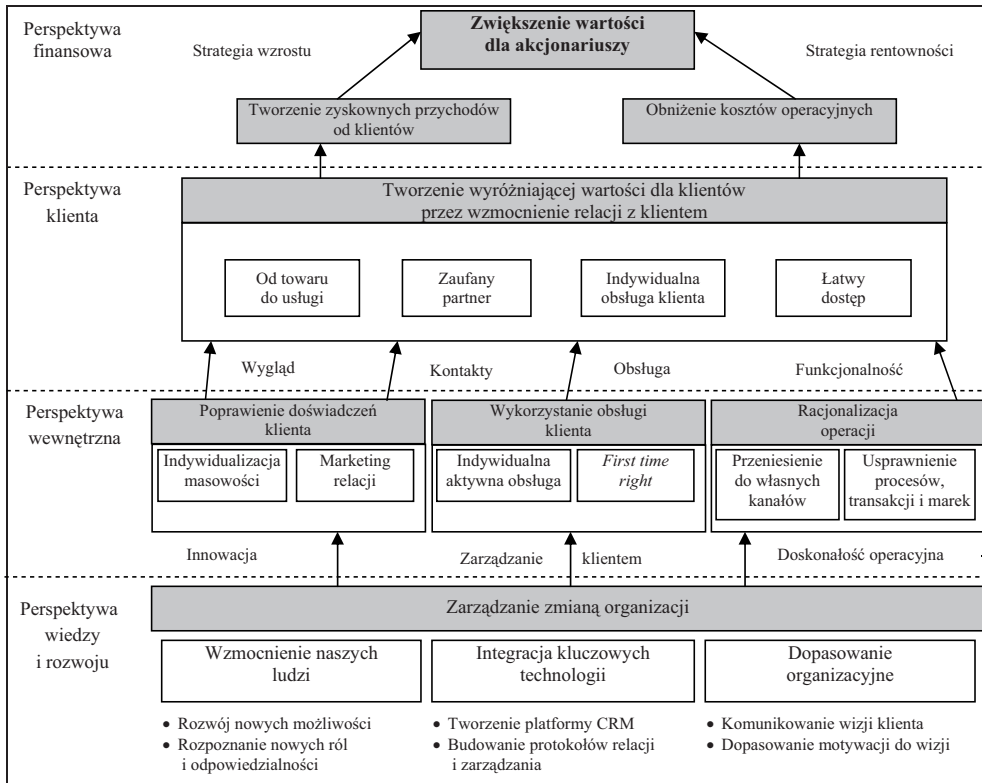 Perspektywa
finansowa
Strategia wzrostu
Zwiększenie wartości
dla akcjonariuszy
Strategia rentowności
Tworzenie zyskownych przychodów
od klientów
Obniżenie kosztów operacyjnych
Perspektywa
klienta
Tworzenie wyróżniającej wartości dla klientów
przez wzmocnienie relacji z klientem
Od towaru
do usługi
Zaufany
partner
Indywidualna
obsługa klienta
Łatwy
dostęp
Wygląd
Kontakty
Obsługa
Funkcjonalność
Perspektywa
wewnętrzna
Poprawienie doświadczeń
klienta
Wykorzystanie obsługi
klienta
Racjonalizacja
operacji
Indywidualizacja
masowości
Marketing
relacji
Indywidualna
aktywna obsługa
First time
right
Przeniesienie
do własnych
kanałów
Usprawnienie
procesów,
transakcji i marek
Innowacja
Zarządzanie klientem
Doskonałość operacyjna
Perspektywa
wiedzy
i rozwoju
Zarządzanie zmianą organizacji
Wzmocnienie naszych
ludzi
Integracja kluczowych
technologii
Dopasowanie
organizacyjne
• Rozwój nowych możliwości
• Rozpoznanie nowych ról
i odpowiedzialności
• Tworzenie platformy CRM
• Budowanie protokołów relacji
i zarządzania
• Komunikowanie wizji klienta
• Dopasowanie motywacji do wizji